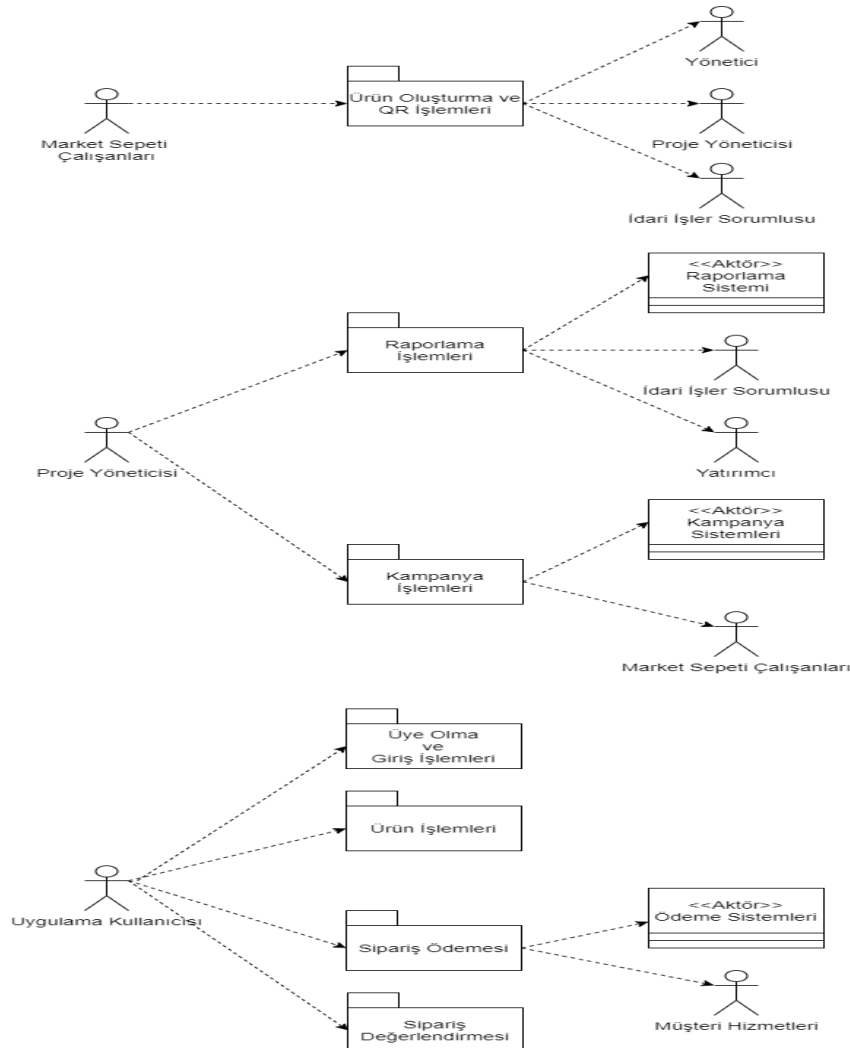 Yönetici
Market Sepeti
Çalışanları
Ürün Oluşturma ve
QR İşlemleri
Proje Yöneticisi
İdari İşler Sorumlusu
<<Aktör>>
Raporlama
Sistemi
Raporlama
İşlemleri
İdari İşler Sorumlusu
Proje Yöneticisi
Yatırımcı
<<Aktör>>
Kampanya
Sistemleri
Kampanya
İşlemleri
Market Sepeti Çalışanları
Üye Olma
ve
Giriş İşlemleri
Ürün İşlemleri
Uygulama Kullanıcısı
Sipariş Ödemesi
<<Aktör>>
Ödeme Sistemleri
Müşteri Hizmetleri
Sipariş
Değerlendirmesi